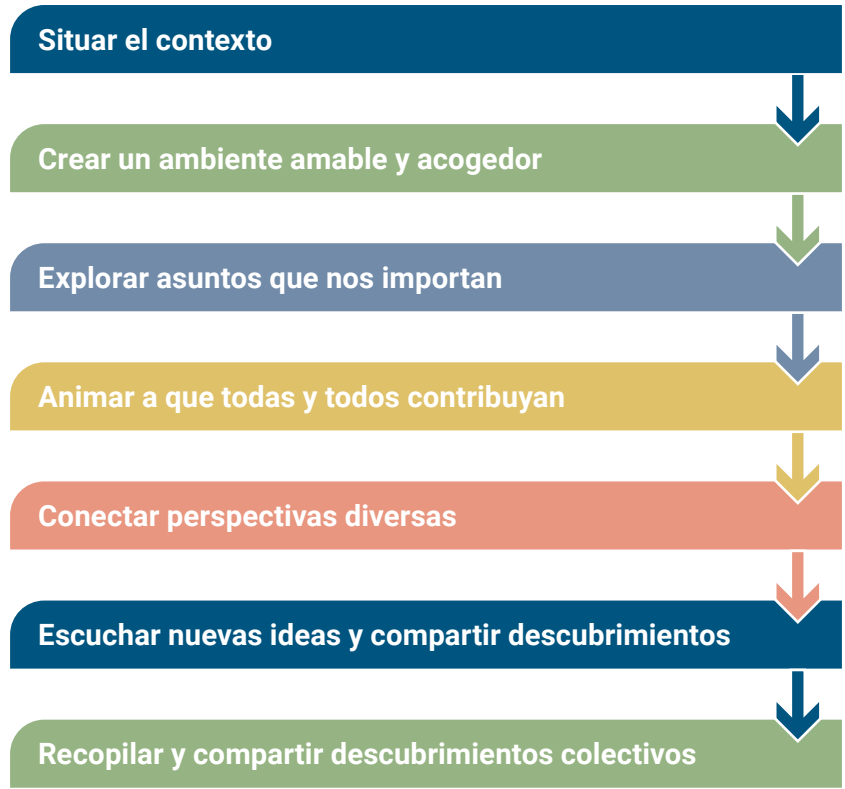 Situar el contexto
Crear un ambiente amable y acogedor
Explorar asuntos que nos importan
Animar a que todas y todos contribuyan
Conectar perspectivas diversas
Escuchar nuevas ideas y compartir descubrimientos
Recopilar y compartir descubrimientos colectivos